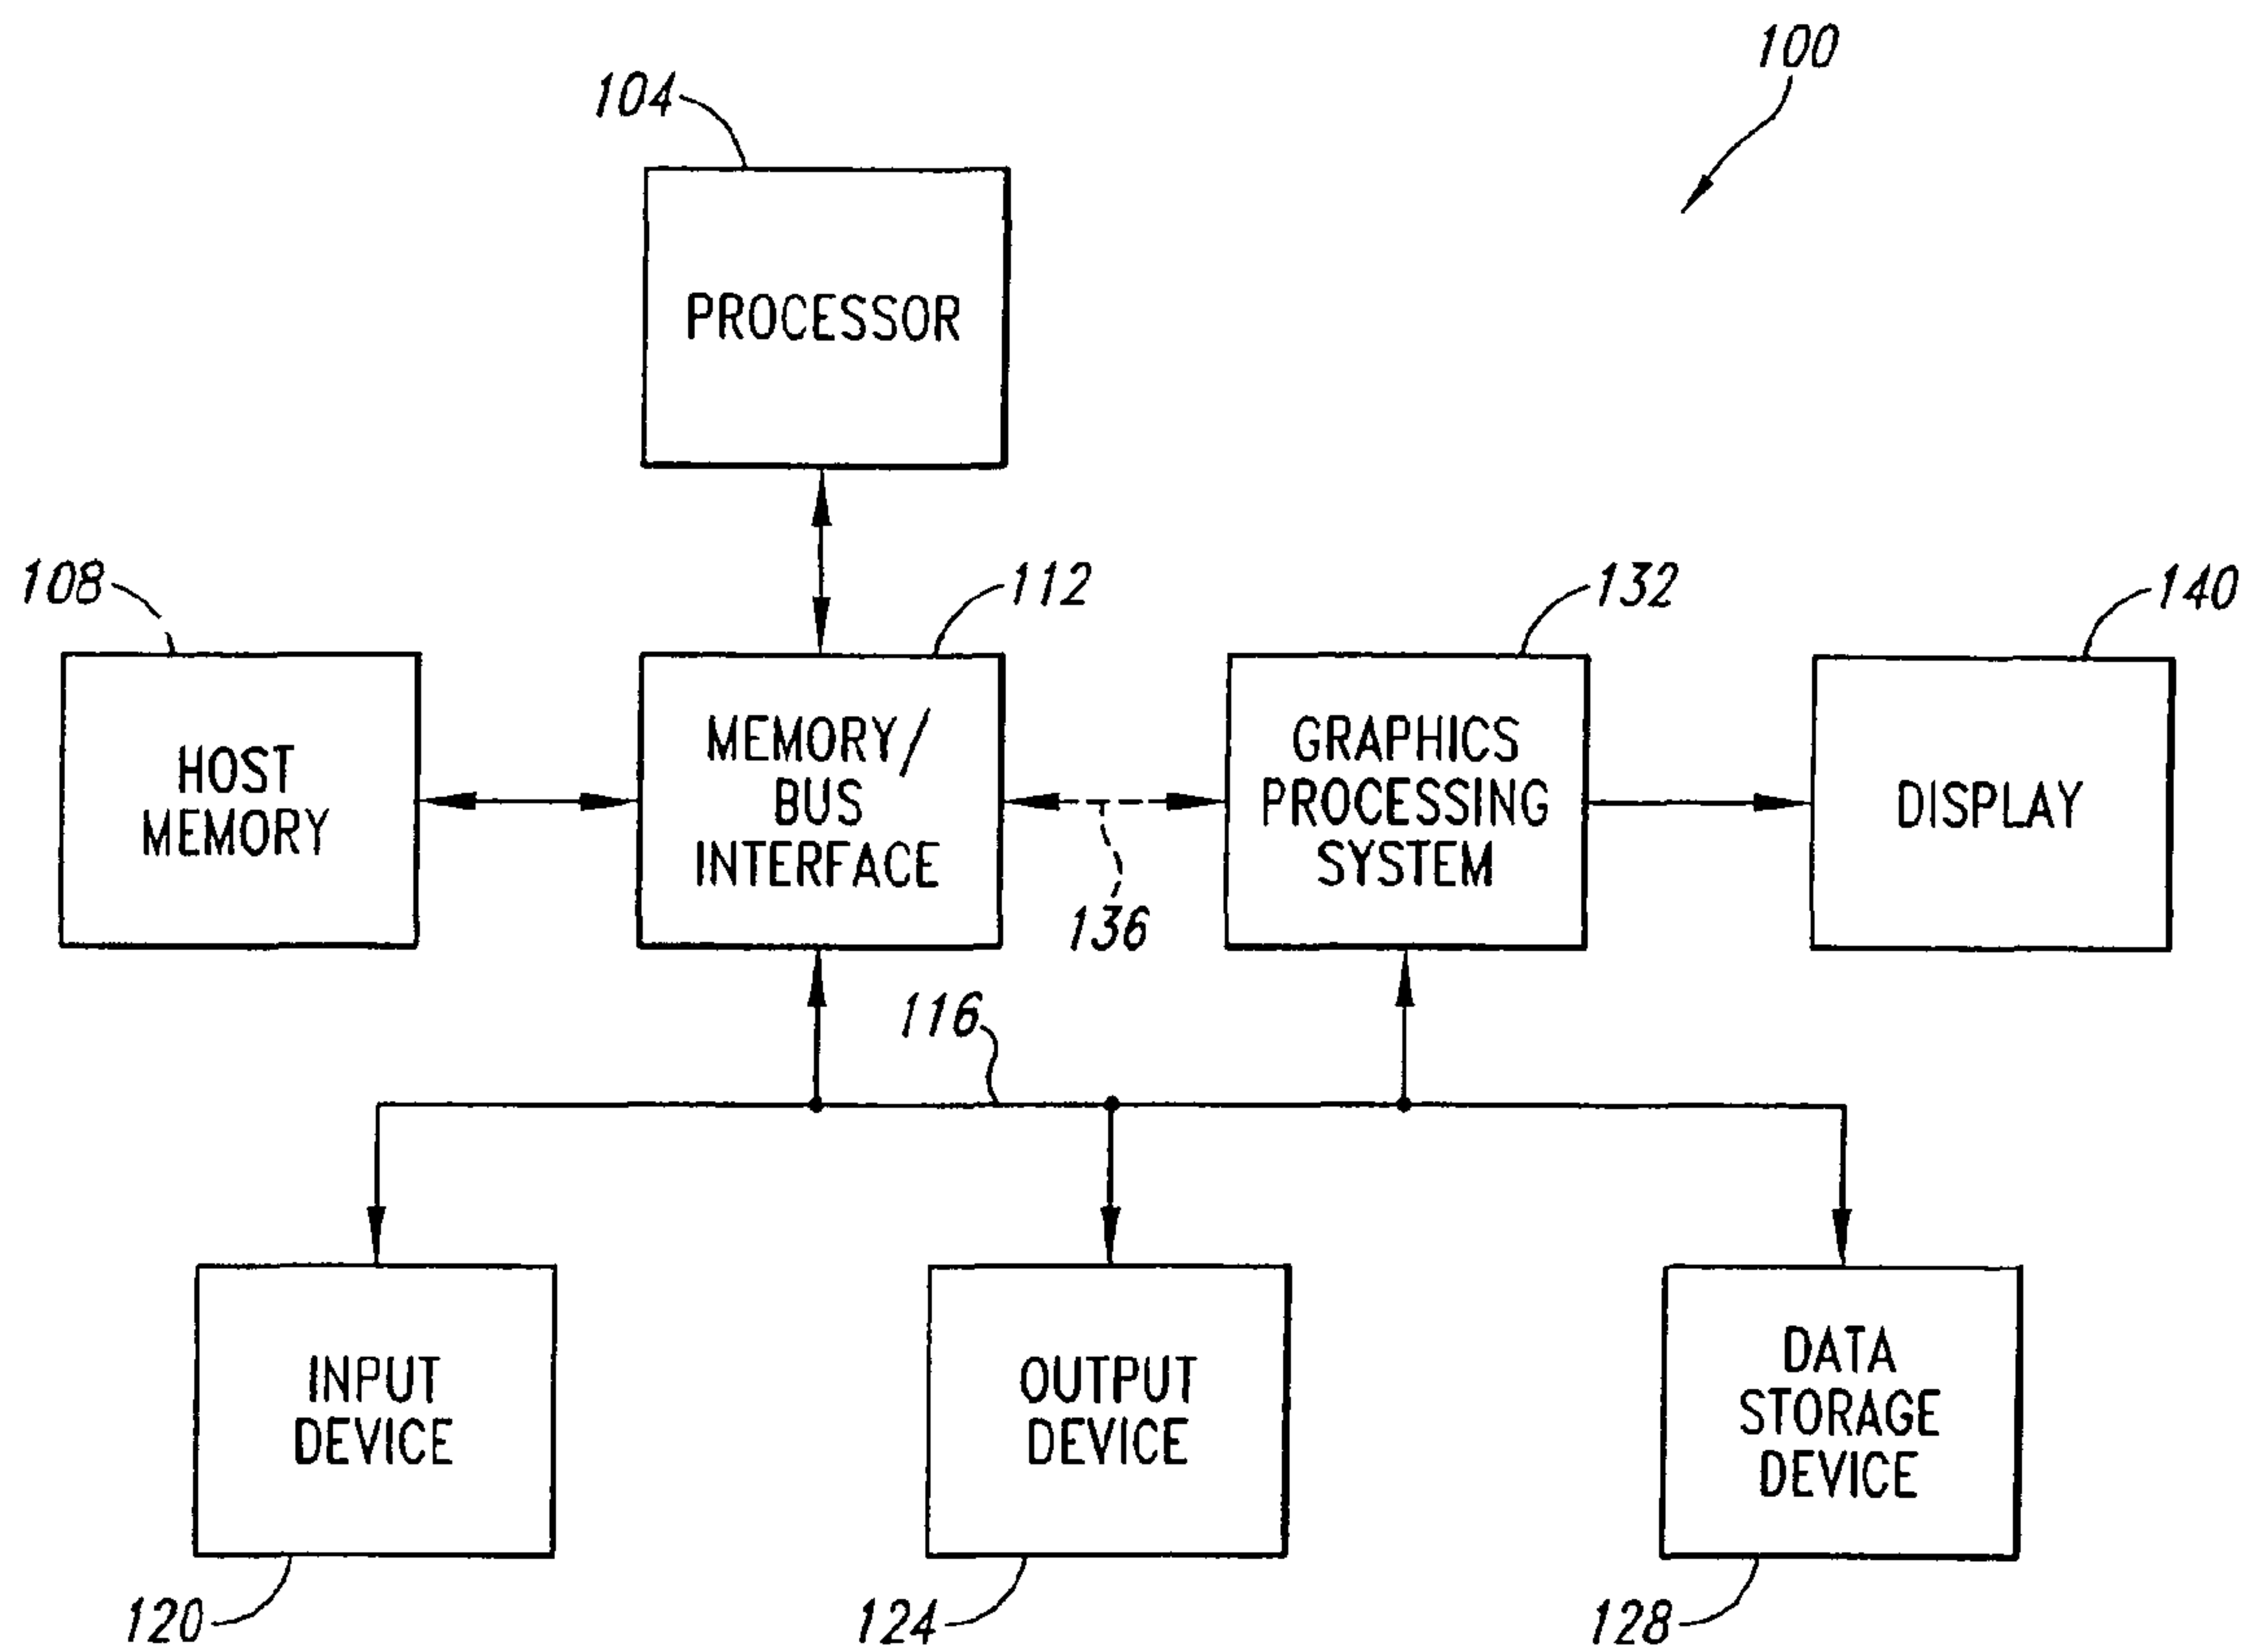 100
104
PROCESSOR
108
112
132
140
HOST
MEMORY
MEMORY/
BUS
INTERFACE
GRAPHICS
PROCESSING
SYSTEM
DISPLAY
136
116
INPUT
DEVICE
OUTPUT
DEVICE
DATA
STORAGE
DEVICE
120
124
128